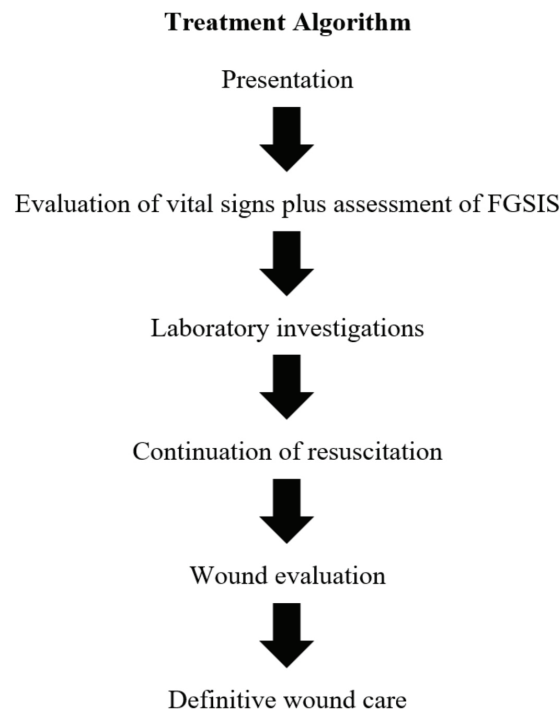 Treatment Algorithm
Presentation
Evaluation of vital signs plus assessment of FGSIS
Laboratory investigations
Continuation of resuscitation
Wound evaluation
Definitive wound care